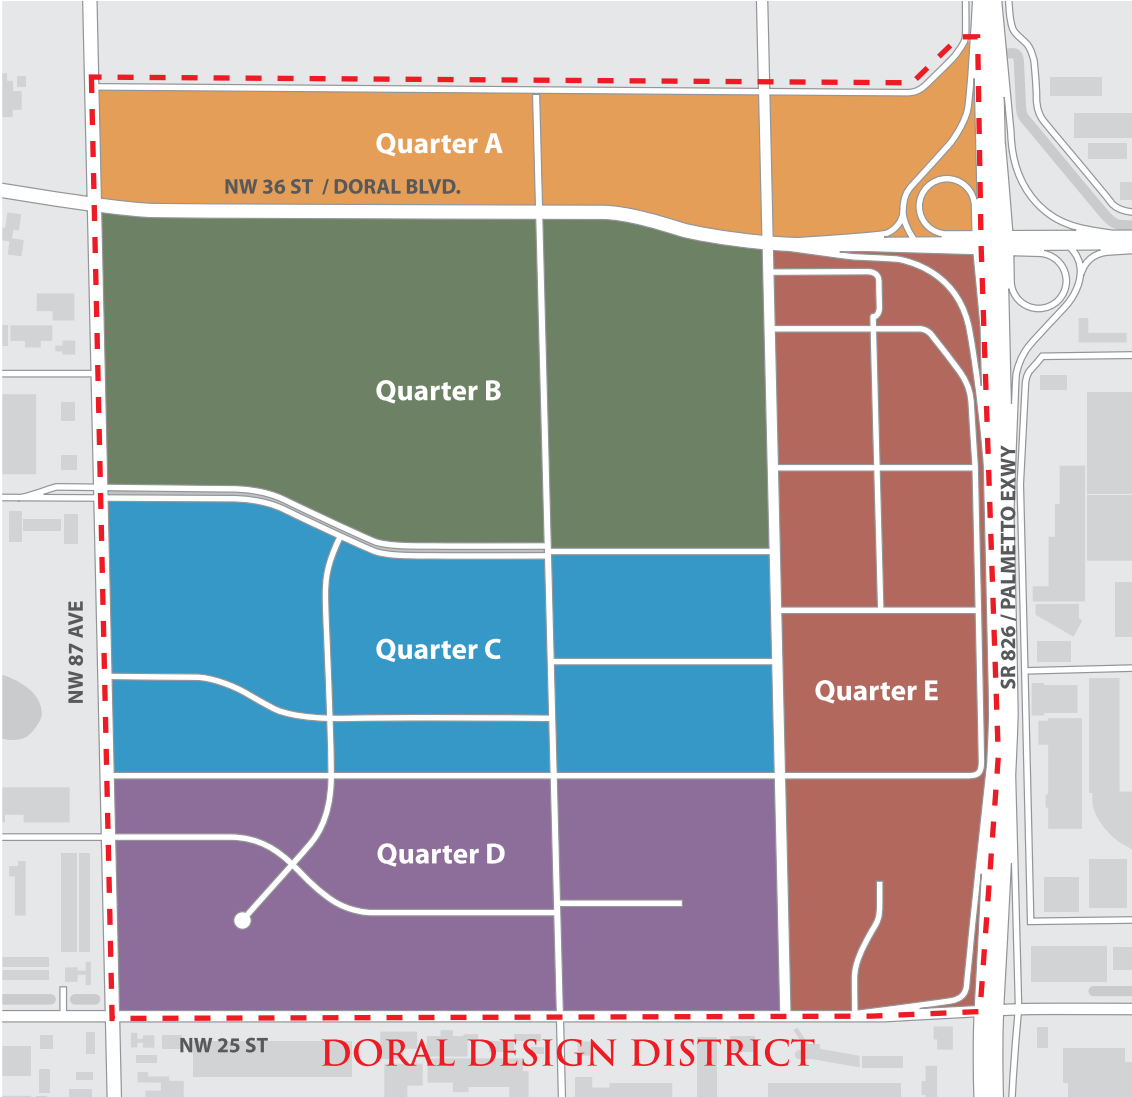 Quarter A
NW 36 ST / DORAL BLVD.
Quarter B
SR 826 / PALMETTO EXWY
NW 87 AVE
Quarter C
Quarter E
Quarter D
NW 25 ST
DORAL DESIGN DISTRICT